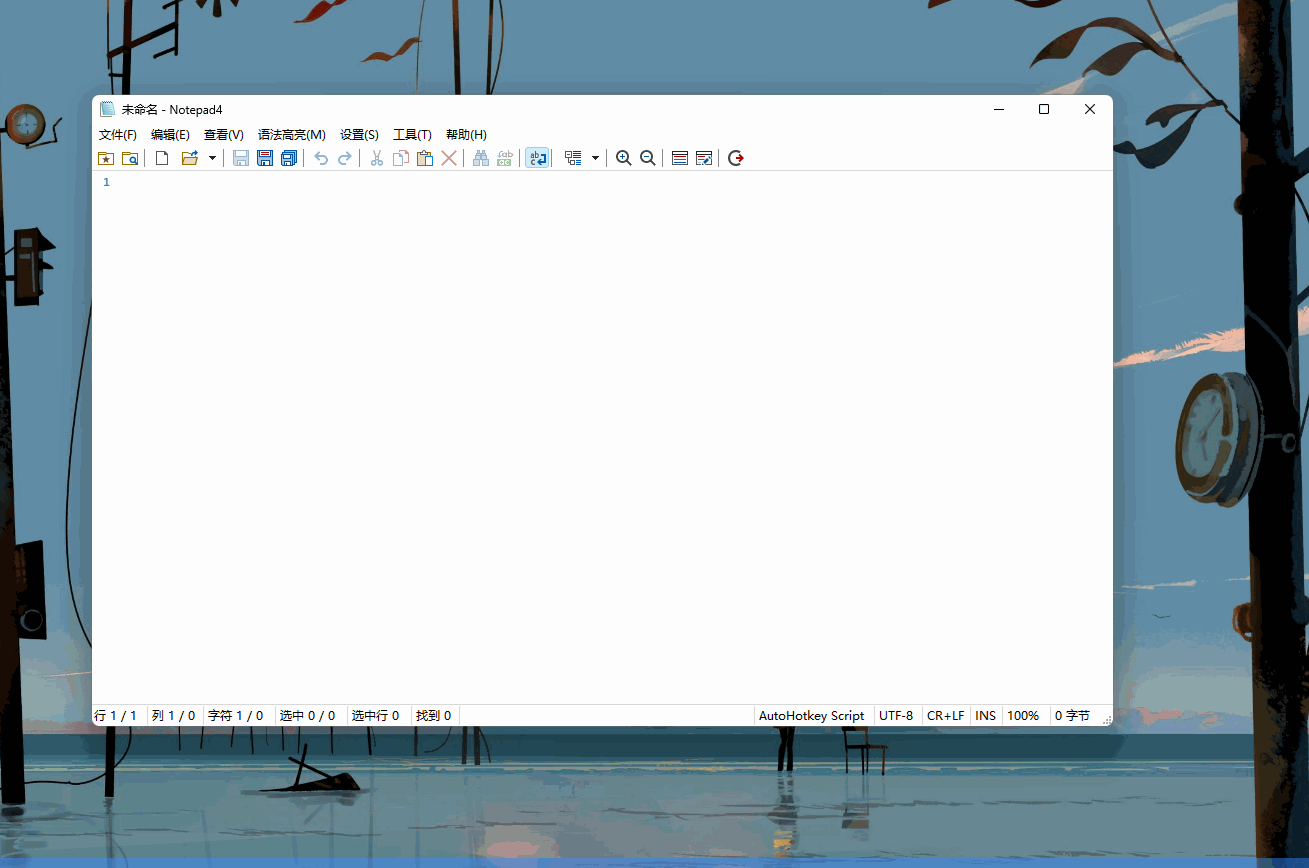 未命名 - Notepad4
文件(F) 编辑(E) 查看(V) 语法高亮(M) 设置(S) 工具(T) 帮助(H)
1
行 1 / 1 列 1 / 0 字符 1 / 0 选中 0 / 0 选中行 0 找到 0 AutoHotkey Script UTF-8 CR+LF INS 100% 0 字节